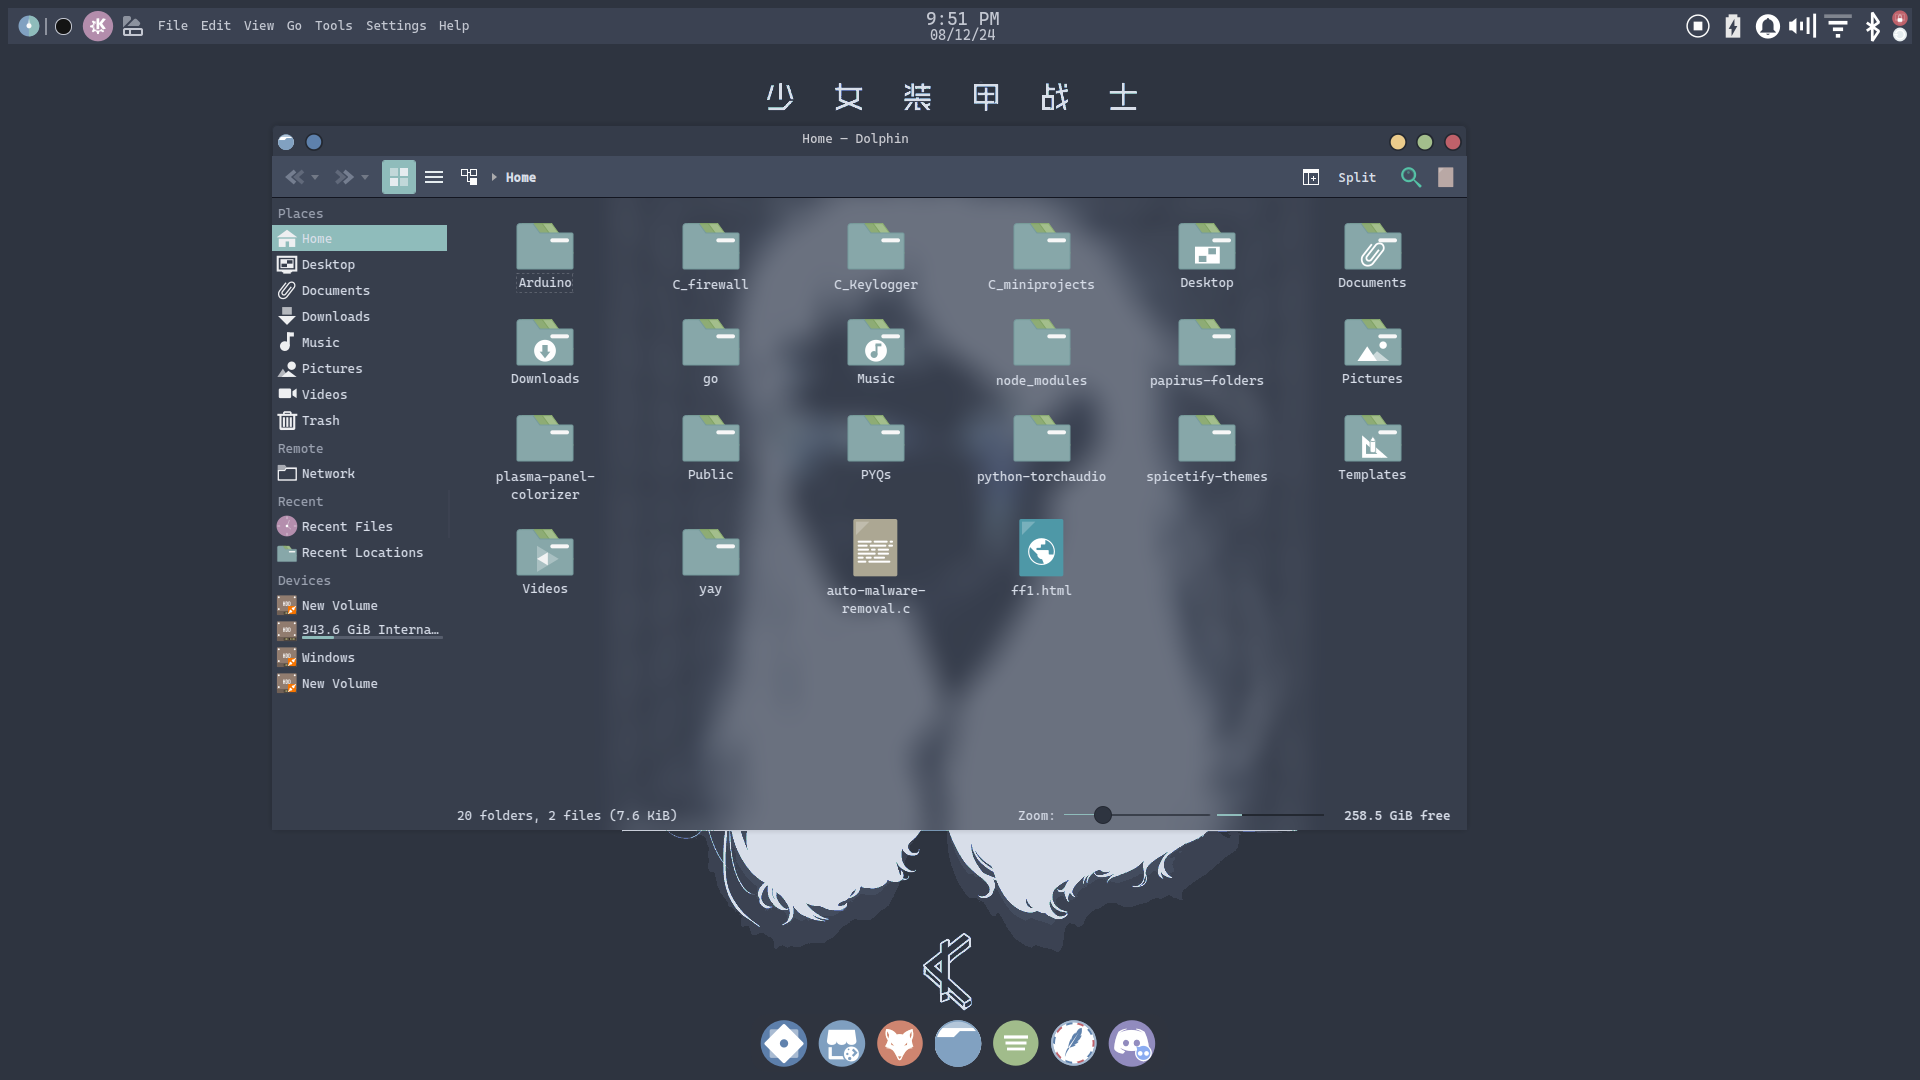 File Edit View Go Tools Settings Help
9:51 PM
08/12/24
少女装甲战士
Home — Dolphin
Home
Split
Places
Home
Desktop
Documents
Downloads
Music
Pictures
Videos
Trash
Remote
Network
Recent
Recent Files
Recent Locations
Devices
New Volume
343.6 GiB Interna…
Windows
New Volume
Arduino C_firewall C_Keylogger C_miniprojects Desktop Documents
Downloads go Music node_modules papirus-folders Pictures
plasma-panel-colorizer Public PYQs python-torchaudio spicetify-themes Templates
Videos yay auto-malware-removal.c ff1.html
20 folders, 2 files (7.6 KiB)
Zoom:
258.5 GiB free